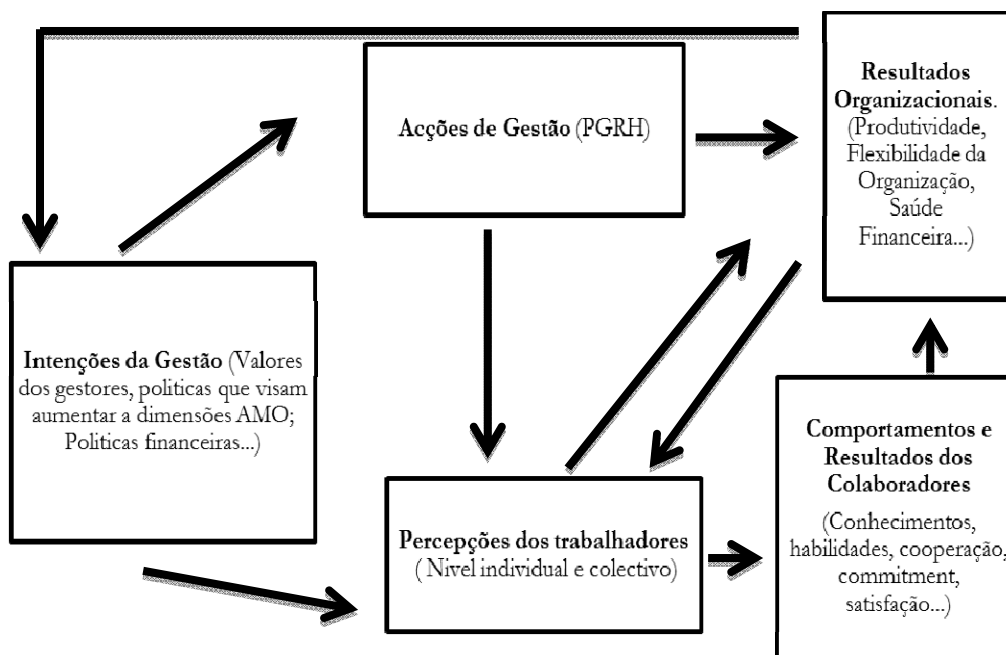 Acções de Gestão (PGRH)
Resultados
Organizacionais.
(Produtividade,
Flexibilidade da
Organização,
Saúde
Financeira...)
Intenções da Gestão (Valores
dos gestores, politicas que visam
aumentar a dimensões AMO;
Politicas financeiras...)
Percepções dos trabalhadores
( Nivel individual e colectivo)
Comportamentos e
Resultados dos
Colaboradores
(Conhecimentos,
habilidades, cooperação,
commitment,
satisfação...)